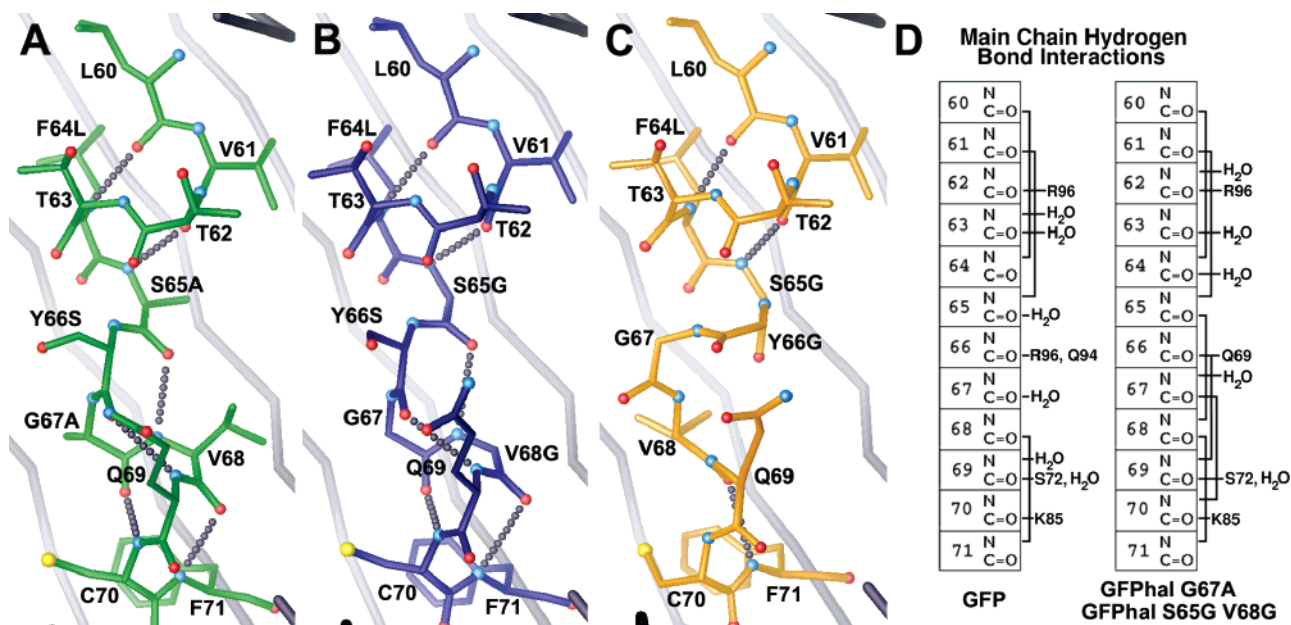 A
L60
F64L
V61
T63
T62
S65A
Y66S
G67A
V68
Q69
C70
F71
B
L60
F64L
V61
T63
T62
S65G
Y66S
G67
V68G
Q69
C70
F71
C
L60
F64L
V61
T63
T62
S65G
G67
Y66G
V68
Q69
C70
F71
D
Main Chain Hydrogen
Bond Interactions
60 N C=O
61 N C=O
62 N C=O R96
H₂O
63 N C=O H₂O
64 N C=O
65 N C=O H₂O
66 N C=O R96, Q94
67 N C=O H₂O
68 N C=O
H₂O
69 N C=O S72, H₂O
70 N C=O K85
71 N C=O
GFP
60 N C=O
61 N C=O
H₂O
62 N C=O R96
63 N C=O H₂O
64 N C=O H₂O
65 N C=O
66 N C=O Q69
H₂O
67 N C=O
68 N C=O
69 N C=O S72, H₂O
70 N C=O K85
71 N C=O
GFPhal G67A
GFPhal S65G V68G